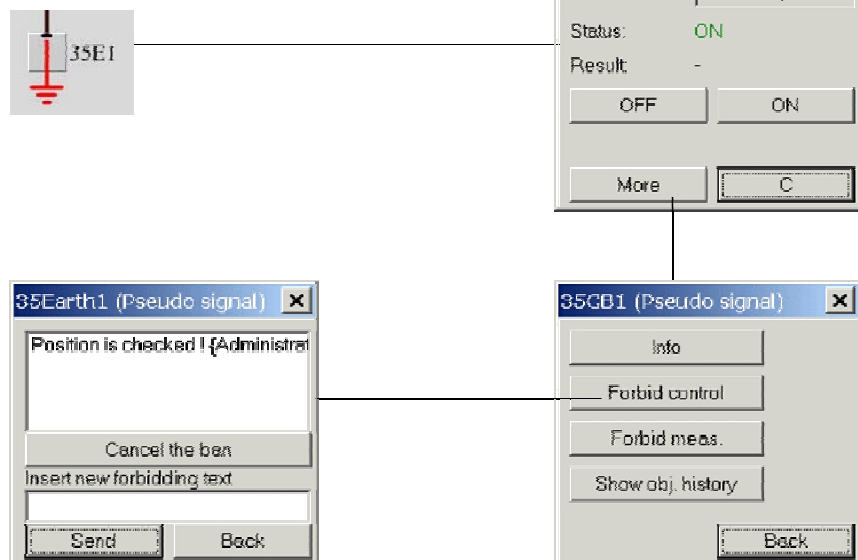 35E1
Status: ON
Result: -
OFF ON
More C
35Earth1 (Pseudo signal)
Position is checked ! {Administrat
Cancel the ban
Insert new forbidding text
Send Back
35CB1 (Pseudo signal)
Info
Forbid control
Forbid meas.
Show obj. history
Back